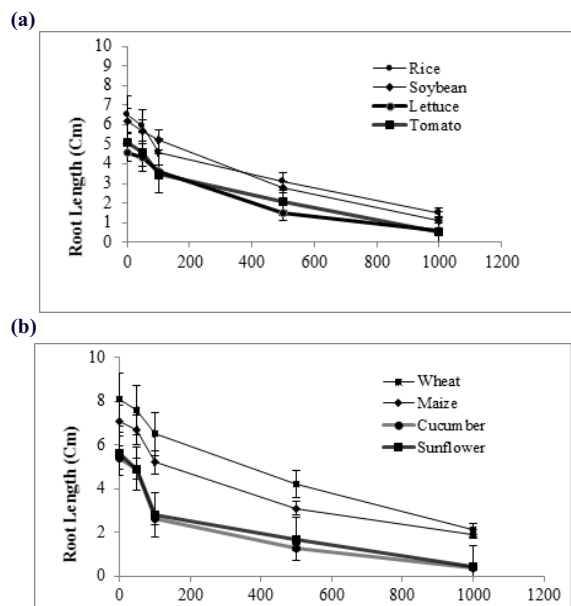 (a)
10
9
8
7
6
5
4
3
2
1
0
Root Length (Cm)
Rice
Soybean
Lettuce
Tomato
0 200 400 600 800 1000 1200
(b)
10
8
6
4
2
0
Root Length (Cm)
Wheat
Maize
Cucumber
Sunflower
0 200 400 600 800 1000 1200